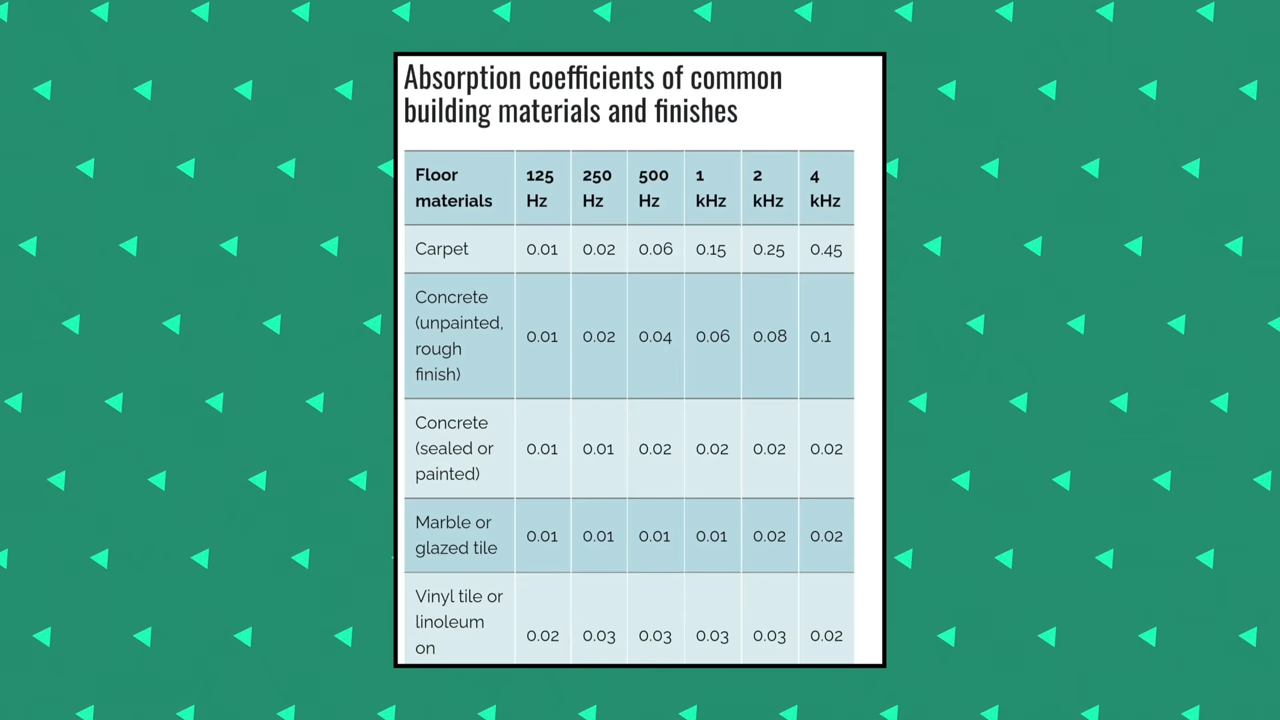 Absorption coefficients of common
building materials and finishes
Floor materials 125 Hz 250 Hz 500 Hz 1 kHz 2 kHz 4 kHz
Carpet 0.01 0.02 0.06 0.15 0.25 0.45
Concrete (unpainted, rough finish) 0.01 0.02 0.04 0.06 0.08 0.1
Concrete (sealed or painted) 0.01 0.01 0.02 0.02 0.02 0.02
Marble or glazed tile 0.01 0.01 0.01 0.01 0.02 0.02
Vinyl tile or linoleum on 0.02 0.03 0.03 0.03 0.03 0.02